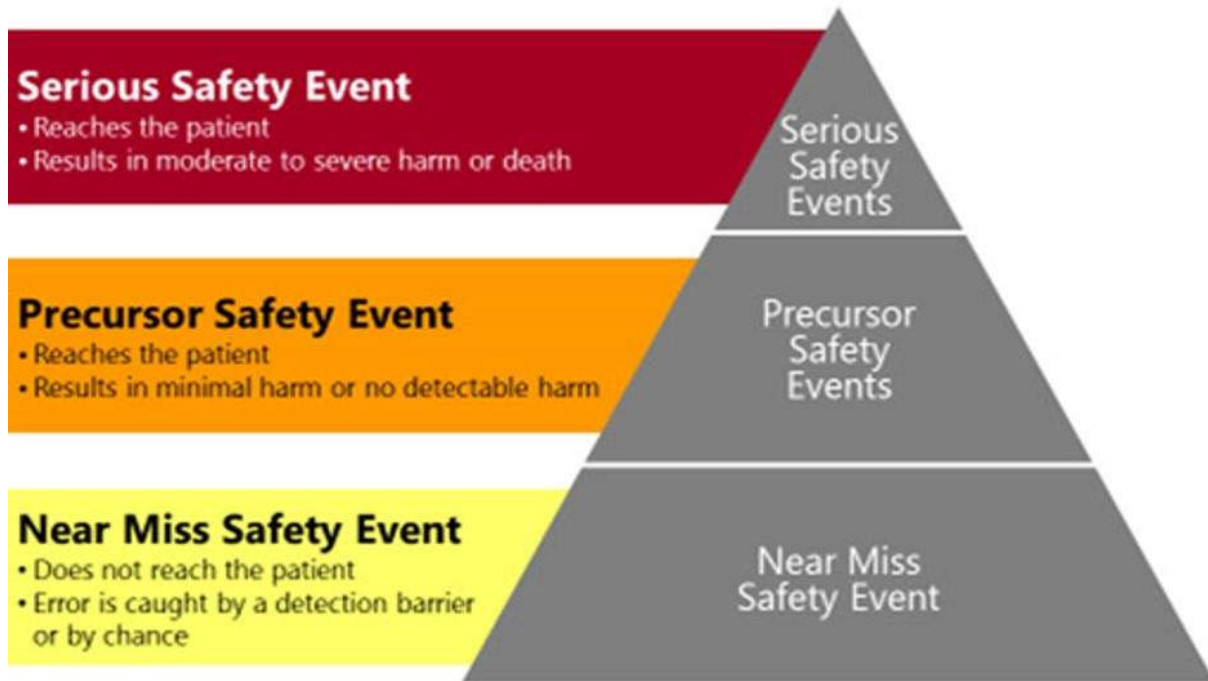 Serious Safety Event
• Reaches the patient
• Results in moderate to severe harm or death
Serious
Safety
Events
Precursor Safety Event
• Reaches the patient
• Results in minimal harm or no detectable harm
Precursor
Safety
Events
Near Miss Safety Event
• Does not reach the patient
• Error is caught by a detection barrier
or by chance
Near Miss
Safety Event